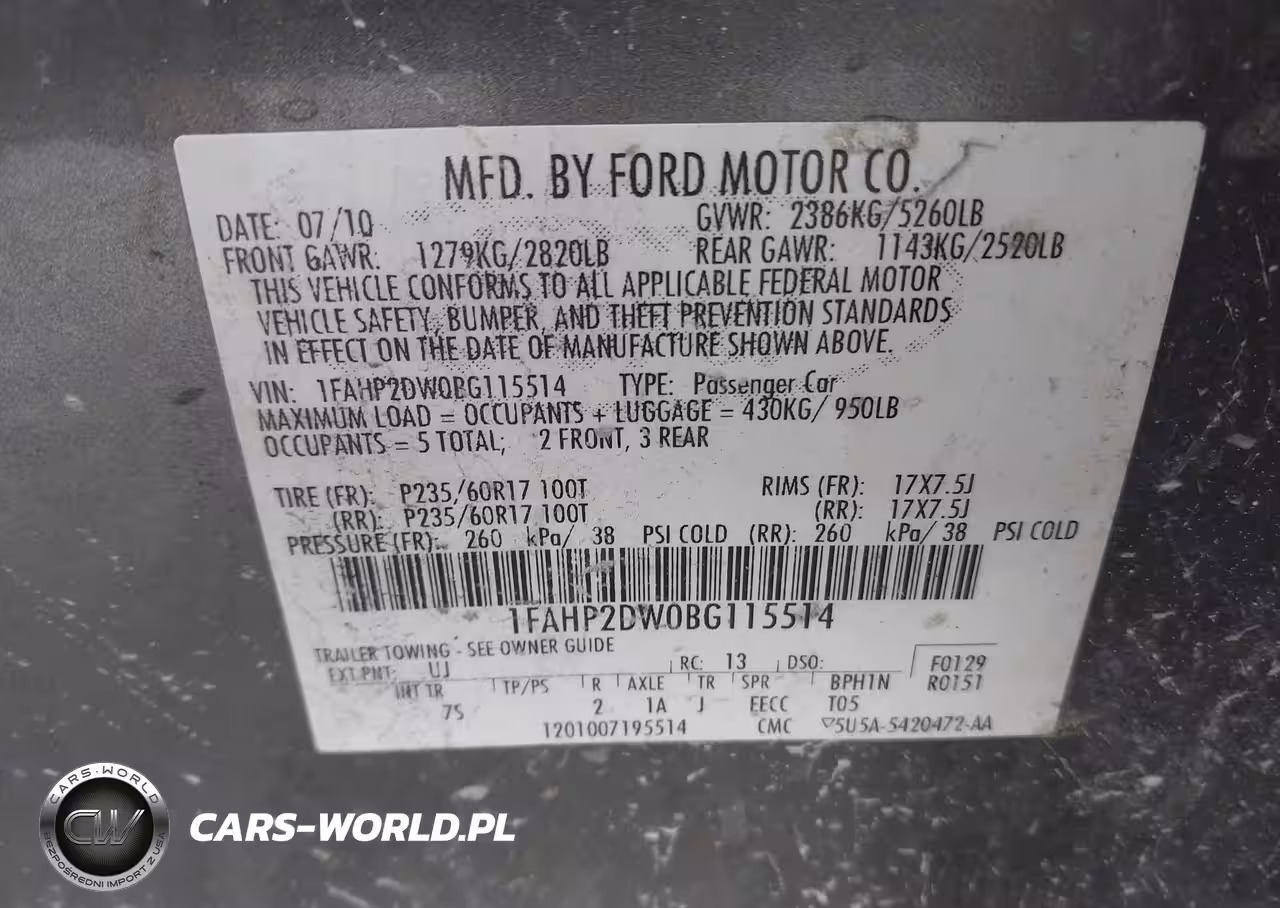 MFD. BY FORD MOTOR CO.
DATE: 07/10 GVWR: 2386KG/5260LB
FRONT GAWR: 1279KG/2820LB REAR GAWR: 1143KG/2520LB
THIS VEHICLE CONFORMS TO ALL APPLICABLE FEDERAL MOTOR
VEHICLE SAFETY, BUMPER, AND THEFT PREVENTION STANDARDS
IN EFFECT ON THE DATE OF MANUFACTURE SHOWN ABOVE.
VIN: 1FAHP2DW0BG115514 TYPE: Passenger Car
MAXIMUM LOAD = OCCUPANTS + LUGGAGE = 430KG/ 950LB
OCCUPANTS = 5 TOTAL; 2 FRONT, 3 REAR
TIRE (FR): P235/60R17 100T RIMS (FR): 17X7.5J
(RR): P235/60R17 100T (RR): 17X7.5J
PRESSURE (FR): 260 kPa/ 38 PSI COLD (RR): 260 kPa/ 38 PSI COLD
1FAHP2DW0BG115514
TRAILER TOWING - SEE OWNER GUIDE
EXT PNT: UJ RC: 13 DSO: F0129
INT TR TP/PS R AXLE TR SPR BPH1N R0151
7S 2 1A J EECC T05
1201007195514 CMC ▽5U5A-5420472-AA
CARS-WORLD
CW
BEZPOŚREDNI IMPORT Z USA
CARS-WORLD.PL